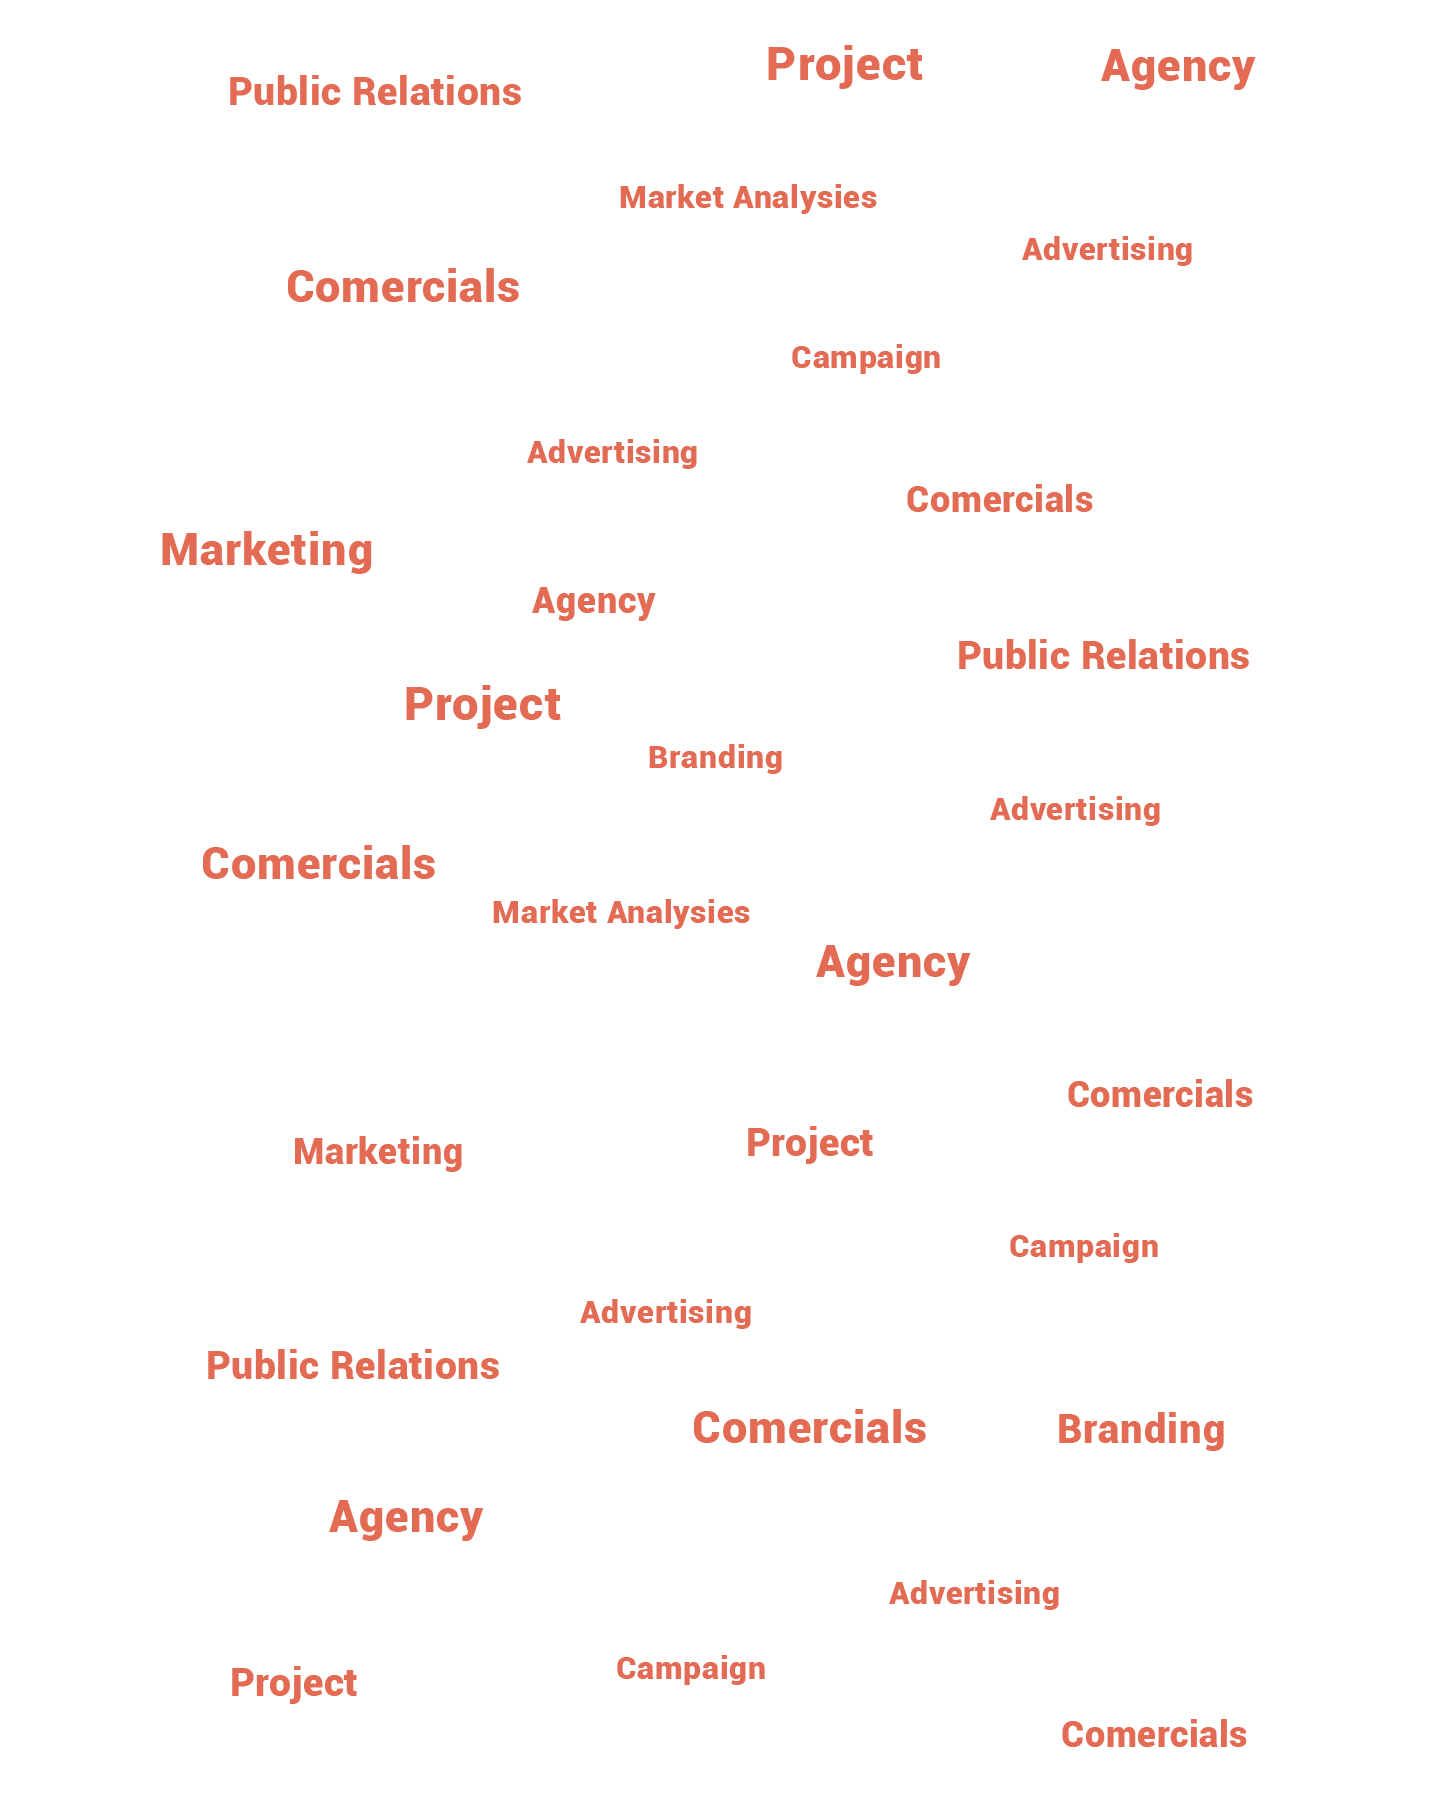 Project
Agency
Public Relations
Market Analysies
Advertising
Comercials
Campaign
Advertising
Comercials
Marketing
Agency
Public Relations
Project
Branding
Advertising
Comercials
Market Analysies
Agency
Comercials
Project
Marketing
Campaign
Advertising
Public Relations
Comercials
Branding
Agency
Advertising
Campaign
Project
Comercials